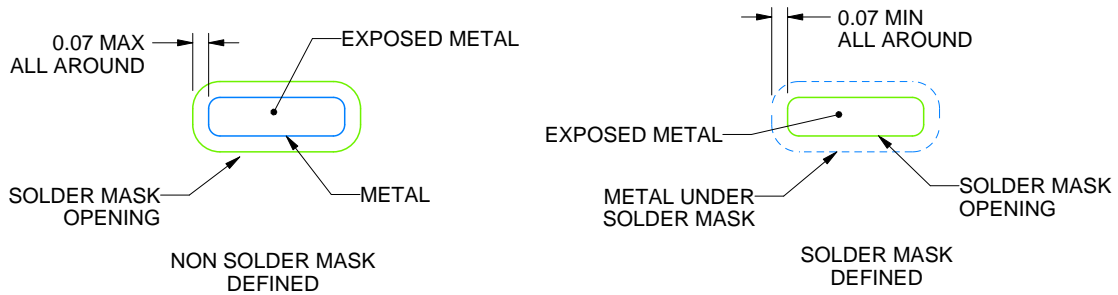 0.07 MAX
ALL AROUND
EXPOSED METAL
SOLDER MASK
OPENING
METAL
NON SOLDER MASK
DEFINED
0.07 MIN
ALL AROUND
EXPOSED METAL
METAL UNDER
SOLDER MASK
SOLDER MASK
OPENING
SOLDER MASK
DEFINED